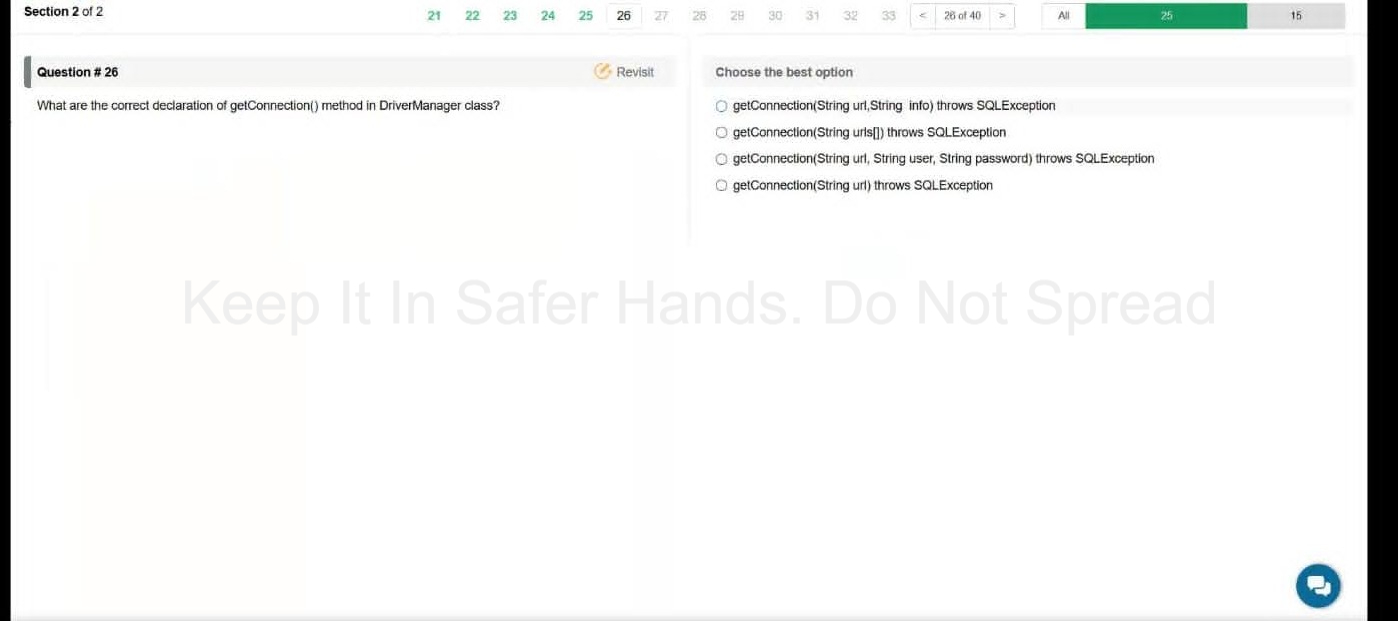 Section 2 of 2
21 22 23 24 25 26 27 28 29 30 31 32 33 < 26 of 40 > All 25 15
Question # 26
Revisit
What are the correct declaration of getConnection() method in DriverManager class?
Choose the best option
getConnection(String url,String info) throws SQLException
getConnection(String urls[]) throws SQLException
getConnection(String url, String user, String password) throws SQLException
getConnection(String url) throws SQLException
Keep It In Safer Hands. Do Not Spread